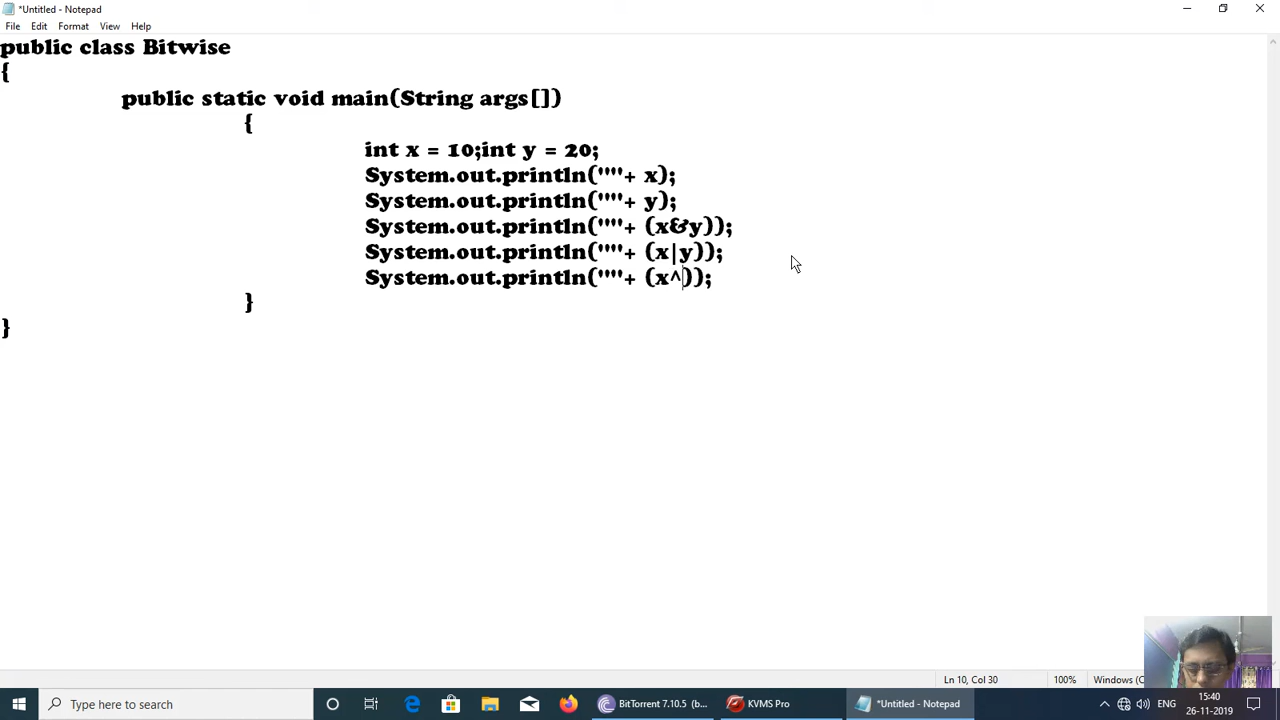 *Untitled - Notepad
File Edit Format View Help
public class Bitwise
{
public static void main(String args[])
{
int x = 10;int y = 20;
System.out.println(""+ x);
System.out.println(""+ y);
System.out.println(""+ (x&y));
System.out.println(""+ (x|y));
System.out.println(""+ (x^));
}
}
Ln 10, Col 30 100% Windows (C
Type here to search BitTorrent 7.10.5 (b... KVMS Pro *Untitled - Notepad ENG 15:40
26-11-2019